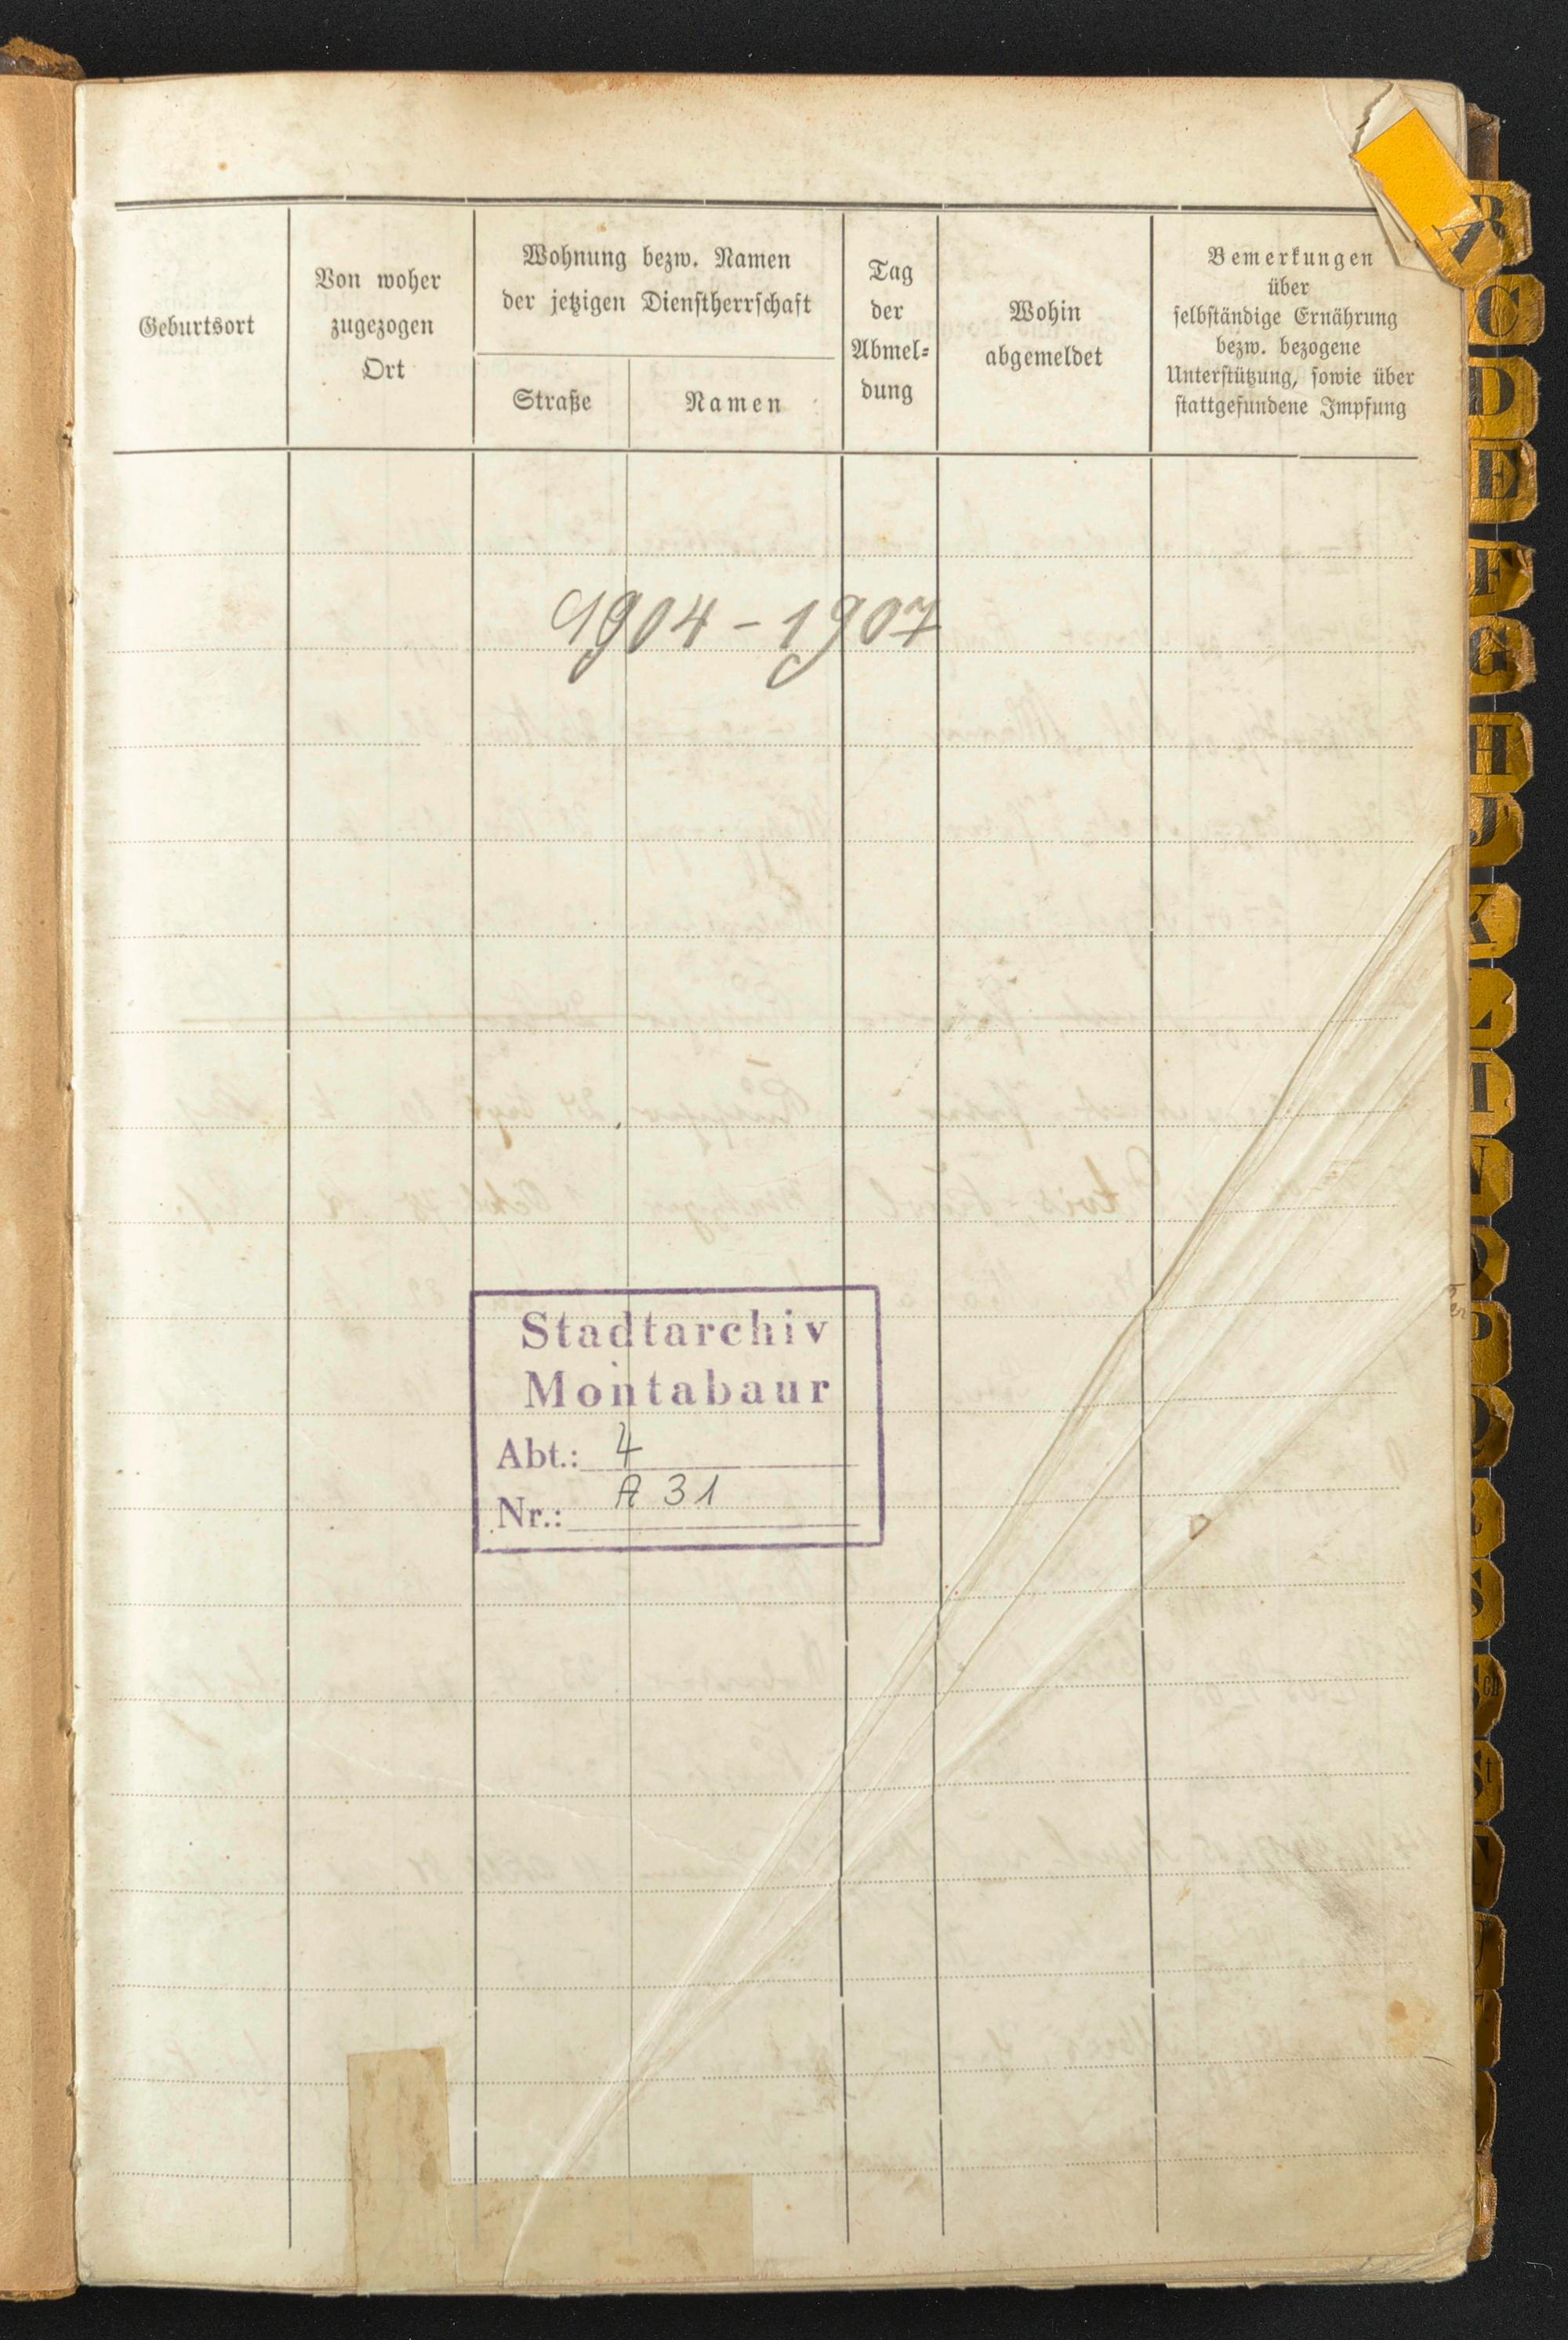 Geburtsort
Von woher
zugezogen
Ort
Wohnung bezw. Namen
der jetzigen Dienstherrschaft
Straße
Namen
Tag
der
Abmel-
dung
Wohin
abgemeldet
Bemerkungen
über
selbständige Ernährung
bezw. bezogene
Unterstützung, sowie über
stattgefundene Impfung
1904-1907
Stadtarchiv
Montabaur
Abt.: 4
Nr.: A 31
A
B
C
D
E
F
G
H
J
K
L
M
N
O
P
Q
R
S
Sch
St
T
U